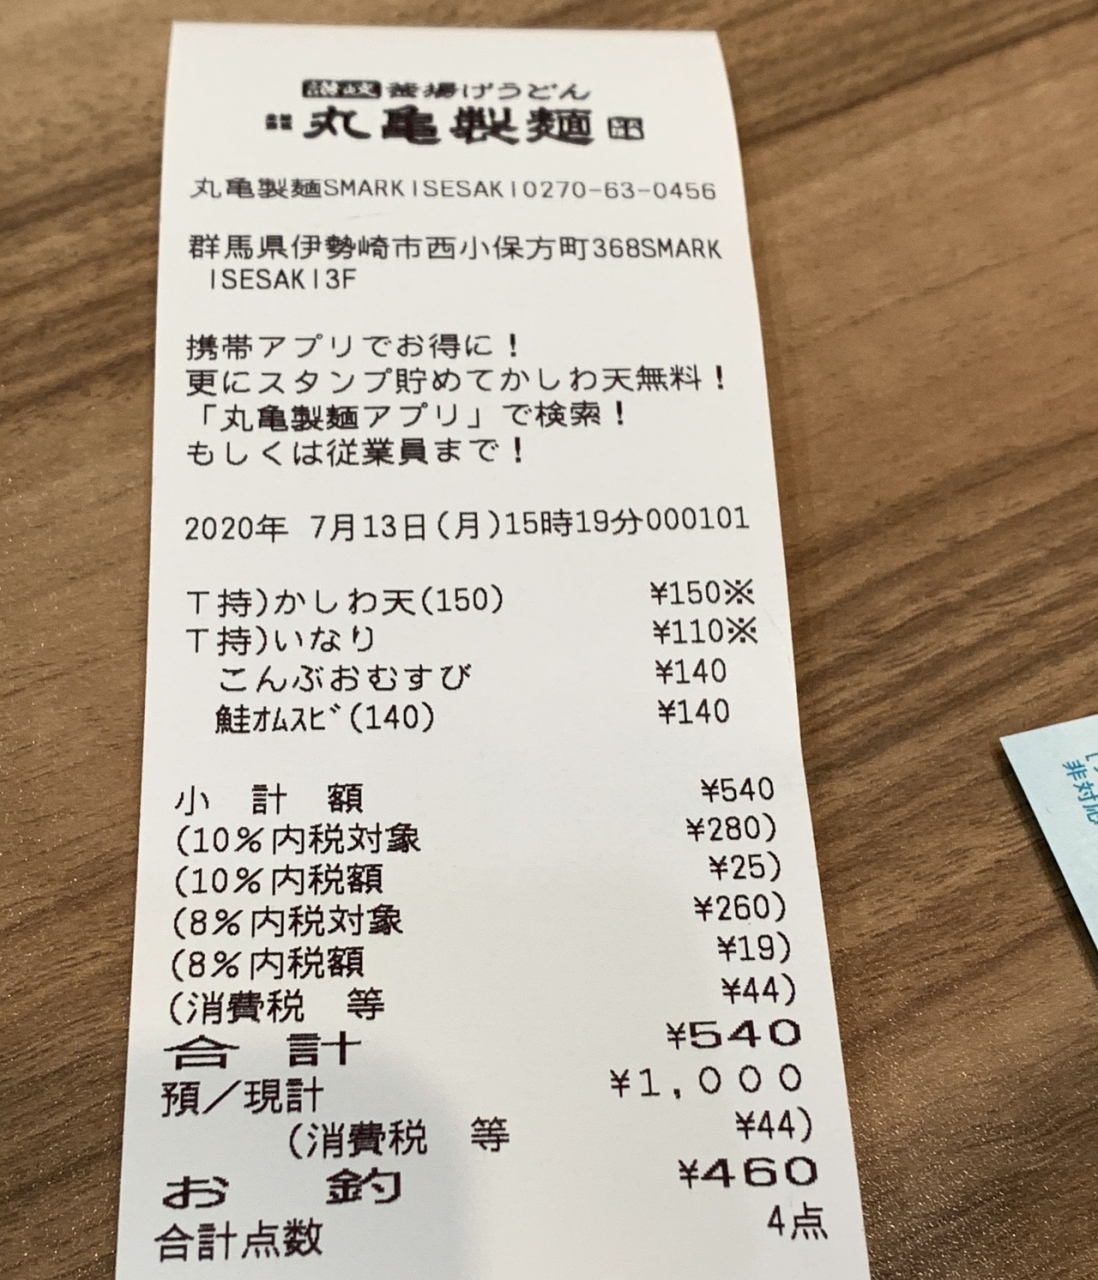 讃岐 釜揚げうどん
丸亀製麺
丸亀製麺SMARKISESAKI0270-63-0456
群馬県伊勢崎市西小保方町368SMARK
ISESAKI3F
携帯アプリでお得に!
更にスタンプ貯めてかしわ天無料!
「丸亀製麺アプリ」で検索!
もしくは従業員まで!
2020年 7月13日(月)15時19分000101
T持)かしわ天(150) ¥150※
T持)いなり ¥110※
こんぶおむすび ¥140
鮭オムスビ(140) ¥140
小 計 額 ¥540
(10%内税対象 ¥280)
(10%内税額 ¥25)
(8%内税対象 ¥260)
(8%内税額 ¥19)
(消費税 等 ¥44)
合 計 ¥540
預/現計 ¥1,000
(消費税 等 ¥44)
お 釣 ¥460
合計点数 4点
非対応